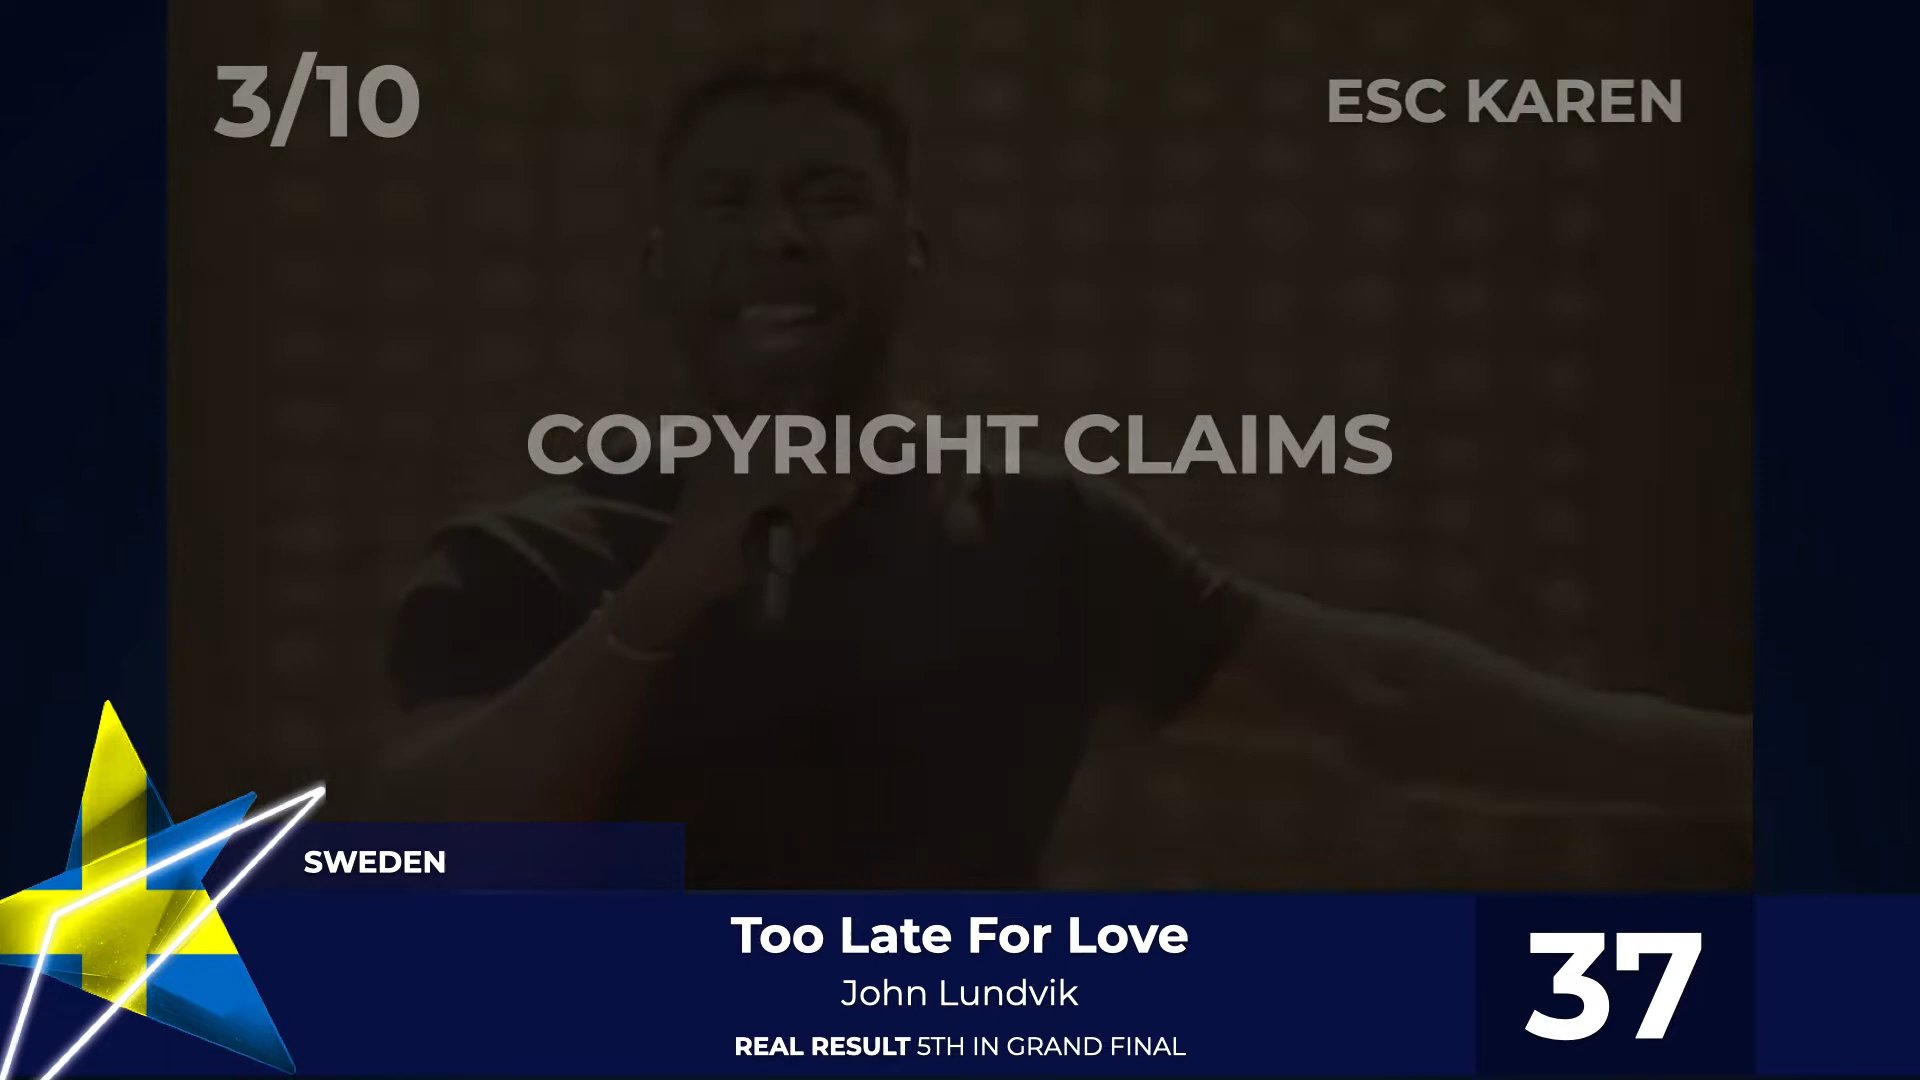 3/10
ESC KAREN
COPYRIGHT CLAIMS
SWEDEN
Too Late For Love
John Lundvik
REAL RESULT 5TH IN GRAND FINAL
37